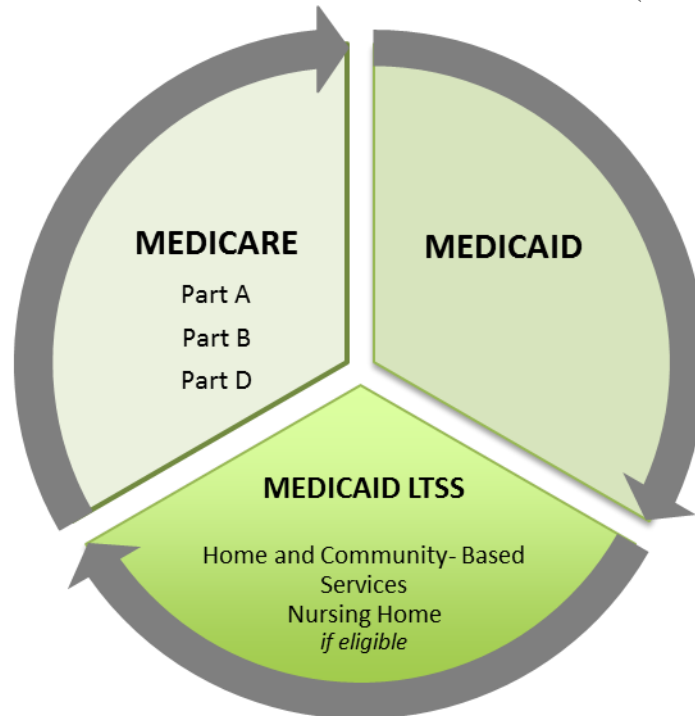 MEDICARE
Part A
Part B
Part D
MEDICAID
MEDICAID LTSS
Home and Community- Based
Services
Nursing Home
if eligible